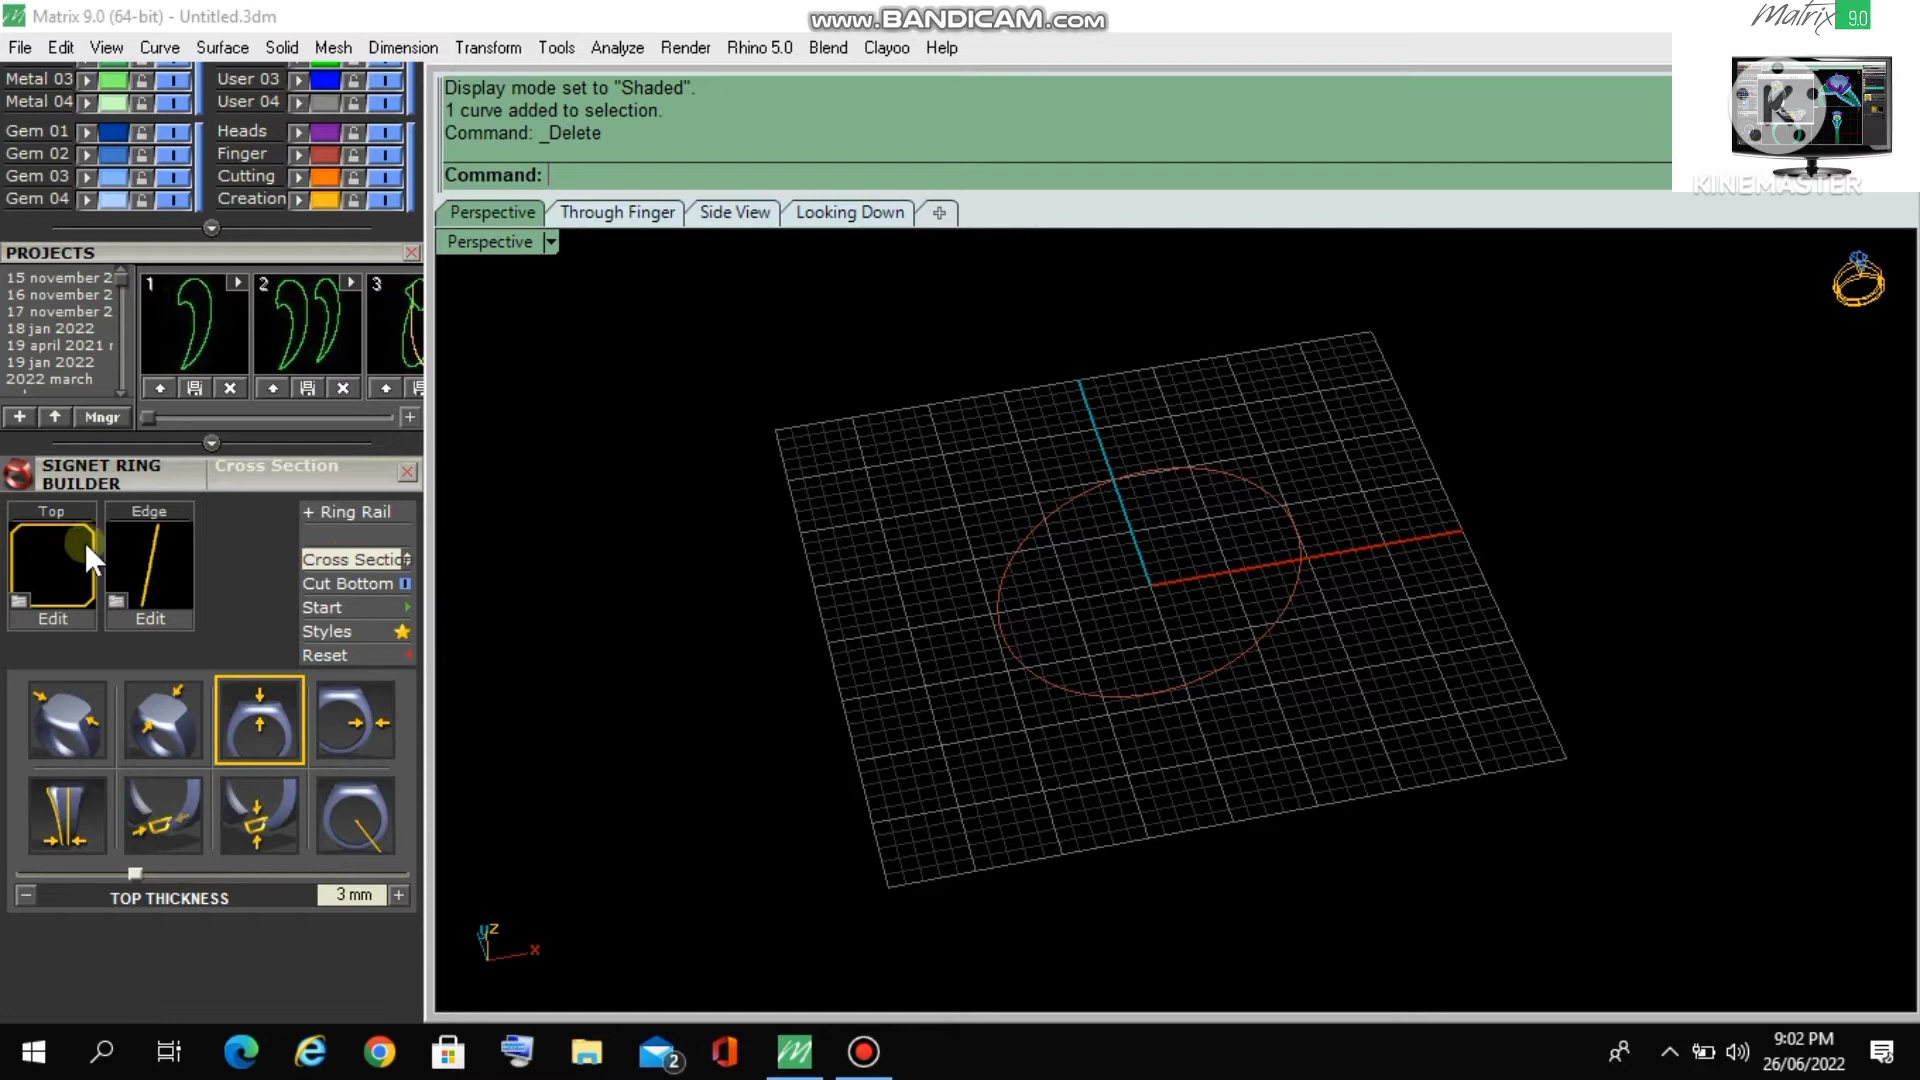 Matrix 9.0 (64-bit) - Untitled.3dm
www.BANDICAM.com
Matrix 9.0
File Edit View Curve Surface Solid Mesh Dimension Transform Tools Analyze Render Rhino 5.0 Blend Clayoo Help
Metal 03 User 03
Metal 04 User 04
Gem 01 Heads
Gem 02 Finger
Gem 03 Cutting
Gem 04 Creation
Display mode set to "Shaded".
1 curve added to selection.
Command: _Delete
Command:
K
KINEMASTER
Perspective Through Finger Side View Looking Down
Perspective
PROJECTS
15 november 2
16 november 2
17 november 2
18 jan 2022
19 april 2021 r
19 jan 2022
2022 march
1 2 3
Mngr
SIGNET RING
BUILDER
Cross Section
Top Edge
Edit Edit
+ Ring Rail
Cross Sectio
Cut Bottom
Start
Styles
Reset
TOP THICKNESS 3 mm
y z x
2
9:02 PM
26/06/2022